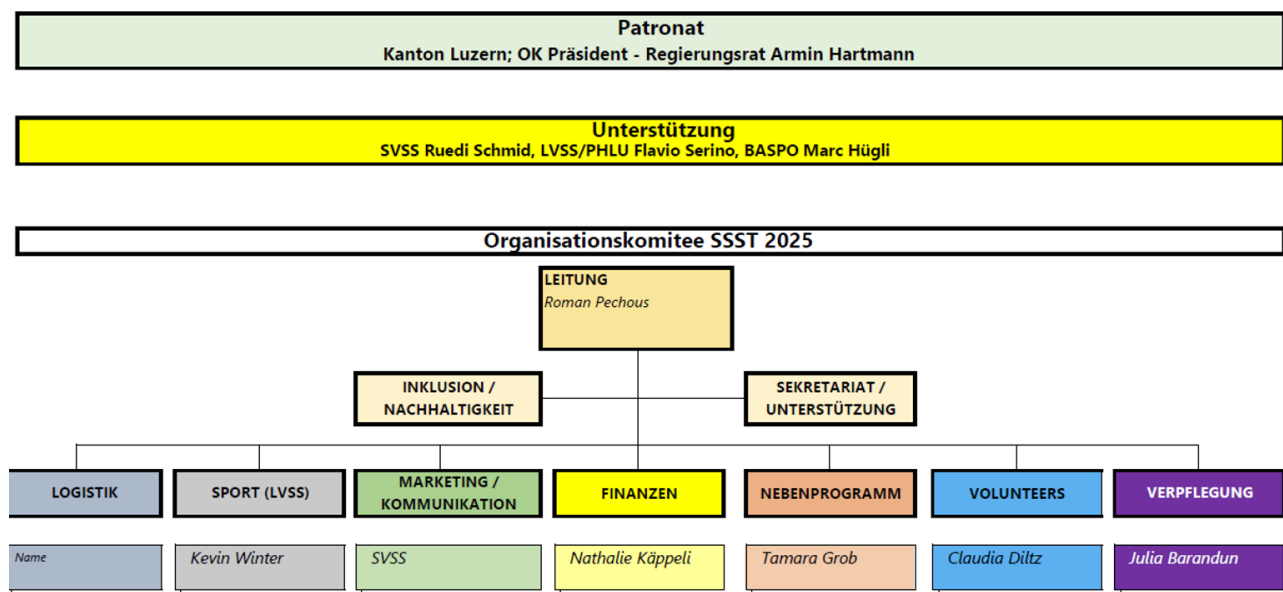 Patronat
Kanton Luzern; OK Präsident - Regierungsrat Armin Hartmann
Unterstützung
SVSS Ruedi Schmid, LVSS/PHLU Flavio Serino, BASPO Marc Hügli
Organisationskomitee SSST 2025
LEITUNG
Roman Pechous
INKLUSION /
NACHHALTIGKEIT
SEKRETARIAT /
UNTERSTÜTZUNG
LOGISTIK
SPORT (LVSS)
MARKETING /
KOMMUNIKATION
FINANZEN
NEBENPROGRAMM
VOLUNTEERS
VERPFLEGUNG
Name
Kevin Winter
SVSS
Nathalie Käppeli
Tamara Grob
Claudia Diltz
Julia Barandun